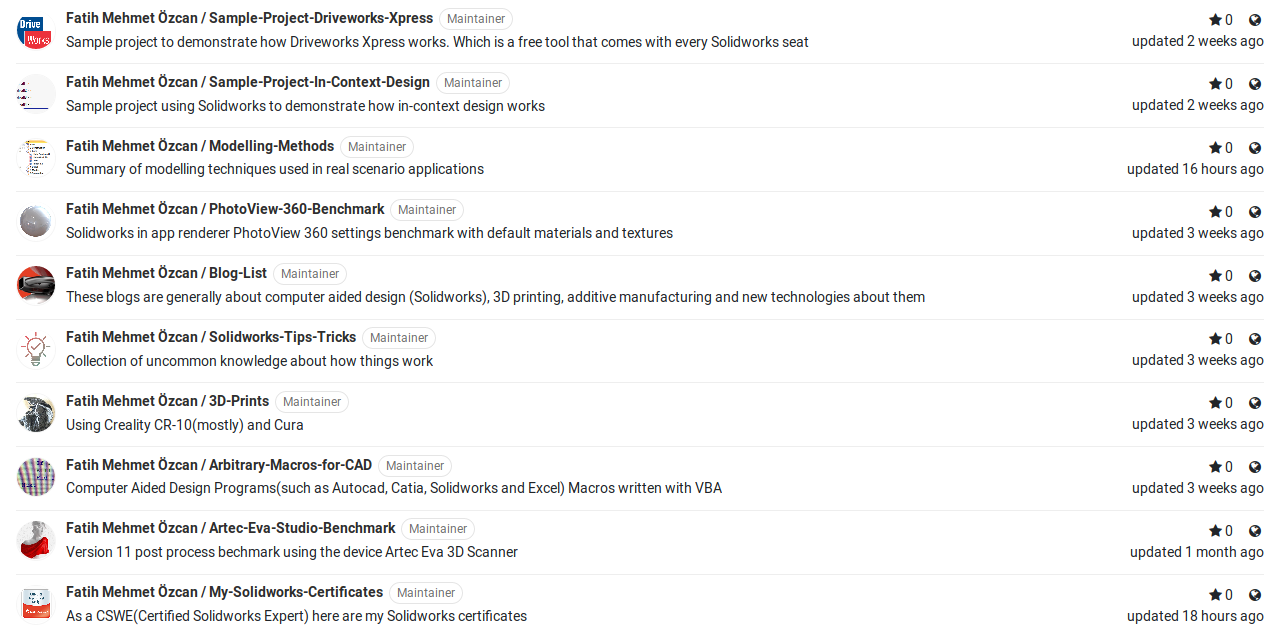 Drive
Works
Fatih Mehmet Özcan / Sample-Project-Driveworks-Xpress Maintainer ★ 0
Sample project to demonstrate how Driveworks Xpress works. Which is a free tool that comes with every Solidworks seat updated 2 weeks ago
Fatih Mehmet Özcan / Sample-Project-In-Context-Design Maintainer ★ 0
Sample project using Solidworks to demonstrate how in-context design works updated 2 weeks ago
Fatih Mehmet Özcan / Modelling-Methods Maintainer ★ 0
Summary of modelling techniques used in real scenario applications updated 16 hours ago
Fatih Mehmet Özcan / PhotoView-360-Benchmark Maintainer ★ 0
Solidworks in app renderer PhotoView 360 settings benchmark with default materials and textures updated 3 weeks ago
Fatih Mehmet Özcan / Blog-List Maintainer ★ 0
These blogs are generally about computer aided design (Solidworks), 3D printing, additive manufacturing and new technologies about them updated 3 weeks ago
Fatih Mehmet Özcan / Solidworks-Tips-Tricks Maintainer ★ 0
Collection of uncommon knowledge about how things work updated 3 weeks ago
Fatih Mehmet Özcan / 3D-Prints Maintainer ★ 0
Using Creality CR-10(mostly) and Cura updated 3 weeks ago
Fatih Mehmet Özcan / Arbitrary-Macros-for-CAD Maintainer ★ 0
Computer Aided Design Programs(such as Autocad, Catia, Solidworks and Excel) Macros written with VBA updated 3 weeks ago
Fatih Mehmet Özcan / Artec-Eva-Studio-Benchmark Maintainer ★ 0
Version 11 post process bechmark using the device Artec Eva 3D Scanner updated 1 month ago
Fatih Mehmet Özcan / My-Solidworks-Certificates Maintainer ★ 0
As a CSWE(Certified Solidworks Expert) here are my Solidworks certificates updated 18 hours ago